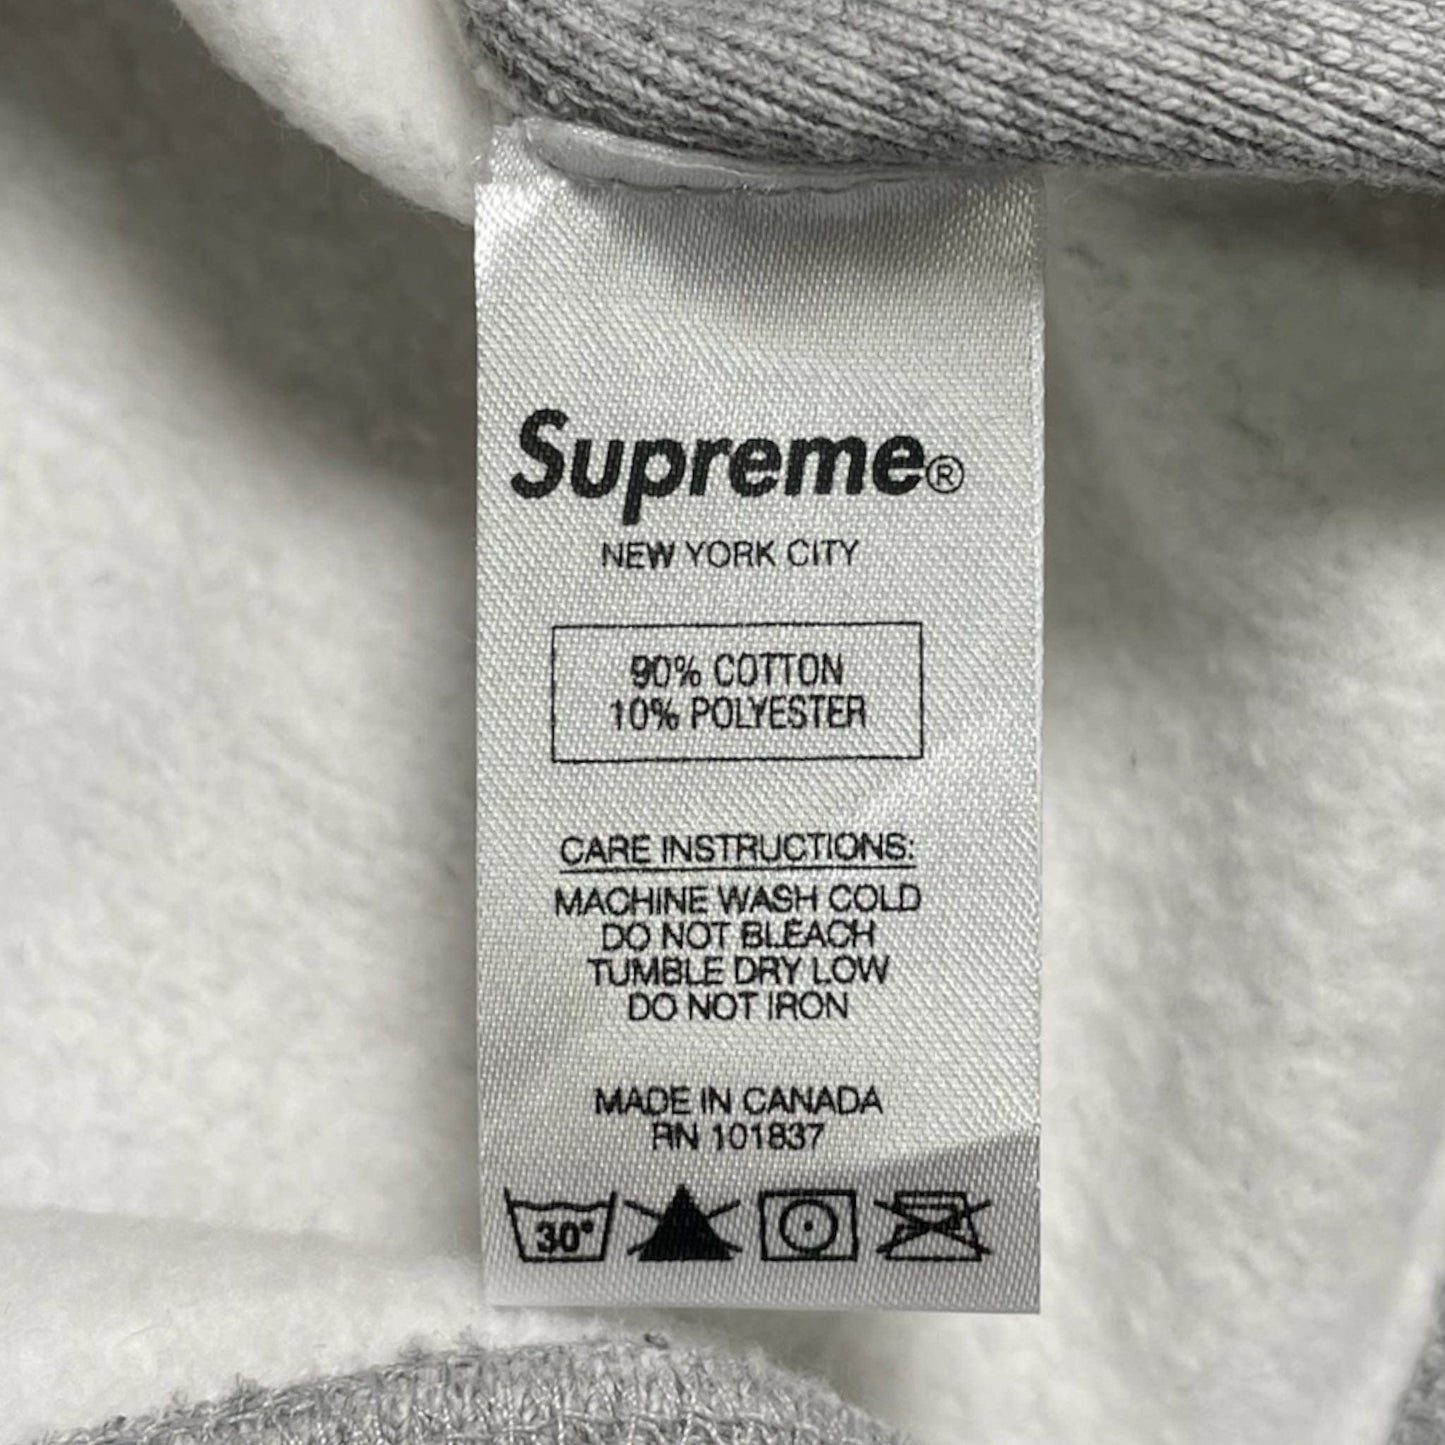 Supreme®
NEW YORK CITY
90% COTTON
10% POLYESTER
CARE INSTRUCTIONS:
MACHINE WASH COLD
DO NOT BLEACH
TUMBLE DRY LOW
DO NOT IRON
MADE IN CANADA
RN 101837
30°